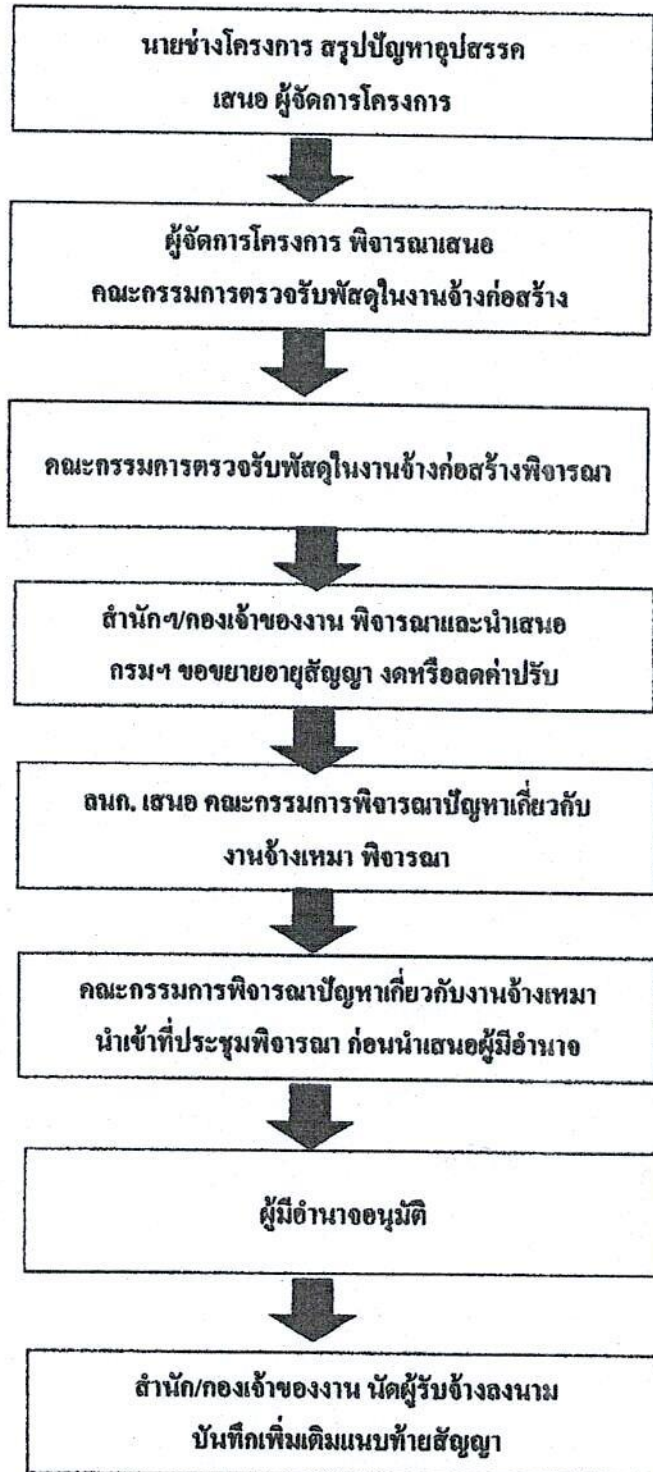 นายช่างโครงการ สรุปปัญหาอุปสรรค
เสนอ ผู้จัดการโครงการ
ผู้จัดการโครงการ พิจารณาเสนอ
คณะกรรมการตรวจรับพัสดุในงานจ้างก่อสร้าง
คณะกรรมการตรวจรับพัสดุในงานจ้างก่อสร้างพิจารณา
สำนักฯ/กองเจ้าของงาน พิจารณาและนำเสนอ
กรมฯ ขอขยายอายุสัญญา งดหรือลดค่าปรับ
ลนก. เสนอ คณะกรรมการพิจารณาปัญหาเกี่ยวกับ
งานจ้างเหมา พิจารณา
คณะกรรมการพิจารณาปัญหาเกี่ยวกับงานจ้างเหมา
นำเข้าที่ประชุมพิจารณา ก่อนนำเสนอผู้มีอำนาจ
ผู้มีอำนาจอนุมัติ
สำนัก/กองเจ้าของงาน นัดผู้รับจ้างลงนาม
บันทึกเพิ่มเติมแนบท้ายสัญญา